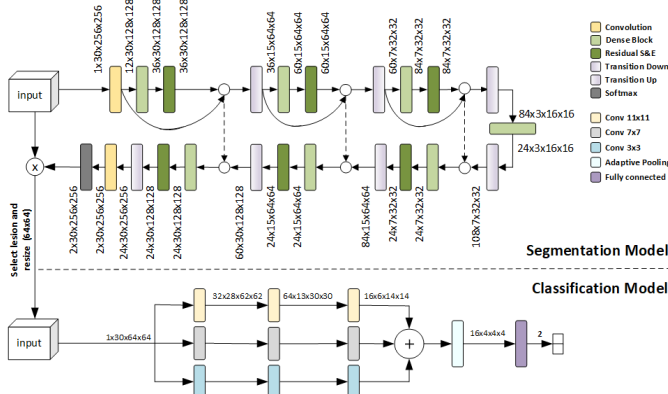 1x30x256x256
12x30x128x128
36x30x128x128
36x30x128x128
36x15x64x64
60x15x64x64
60x15x64x64
60x7x32x32
84x7x32x32
84x7x32x32
Convolution
Dense Block
Residual S&E
Transition Down
Transition Up
Softmax
Conv 11x11
Conv 7x7
Conv 3x3
Adaptive Pooling
Fully connected
input
84x3x16x16
24x3x16x16
x
2x30x256x256
2x30x256x256
24x30x256x256
24x30x128x128
24x30x128x128
60x30x128x128
24x15x64x64
24x15x64x64
84x15x64x64
24x7x32x32
24x7x32x32
108x7x32x32
Select lesion and
resize (64x64)
Segmentation Model
Classification Model
input
1x30x64x64
32x28x62x62
64x13x30x30
16x6x14x14
+
16x4x4x4
2